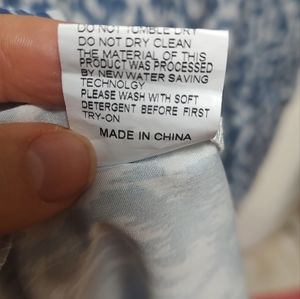 DO NOT TUMBLE DRY
DO NOT DRY CLEAN
THE MATERIAL OF THIS
PRODUCT WAS PROCESSED
BY NEW WATER SAVING
TECHNOLGY
PLEASE WASH WITH SOFT
DETERGENT BEFORE FIRST
TRY-ON
MADE IN CHINA